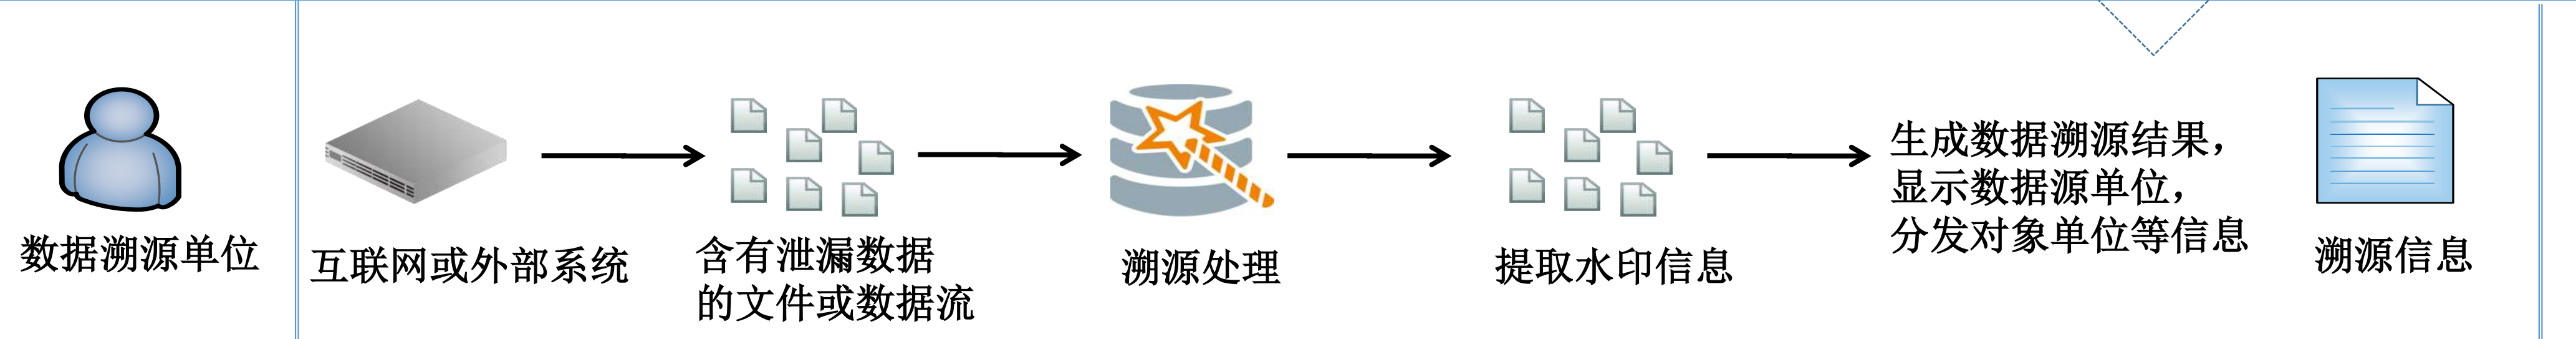 数据溯源单位
互联网或外部系统
含有泄漏数据
的文件或数据流
溯源处理
提取水印信息
生成数据溯源结果，
显示数据源单位，
分发对象单位等信息
溯源信息